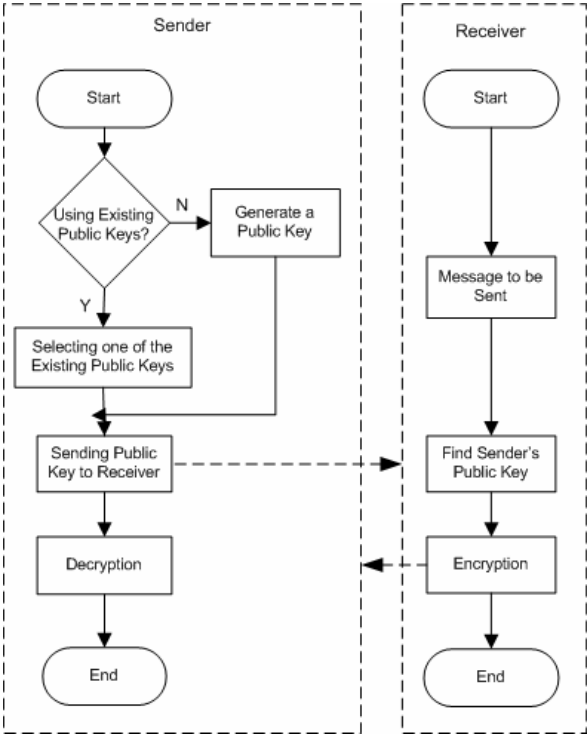 Sender
Start
Using Existing
Public Keys?
N
Generate a
Public Key
Y
Selecting one of the
Existing Public Keys
Sending Public
Key to Receiver
Decryption
End
Receiver
Start
Message to be
Sent
Find Sender's
Public Key
Encryption
End